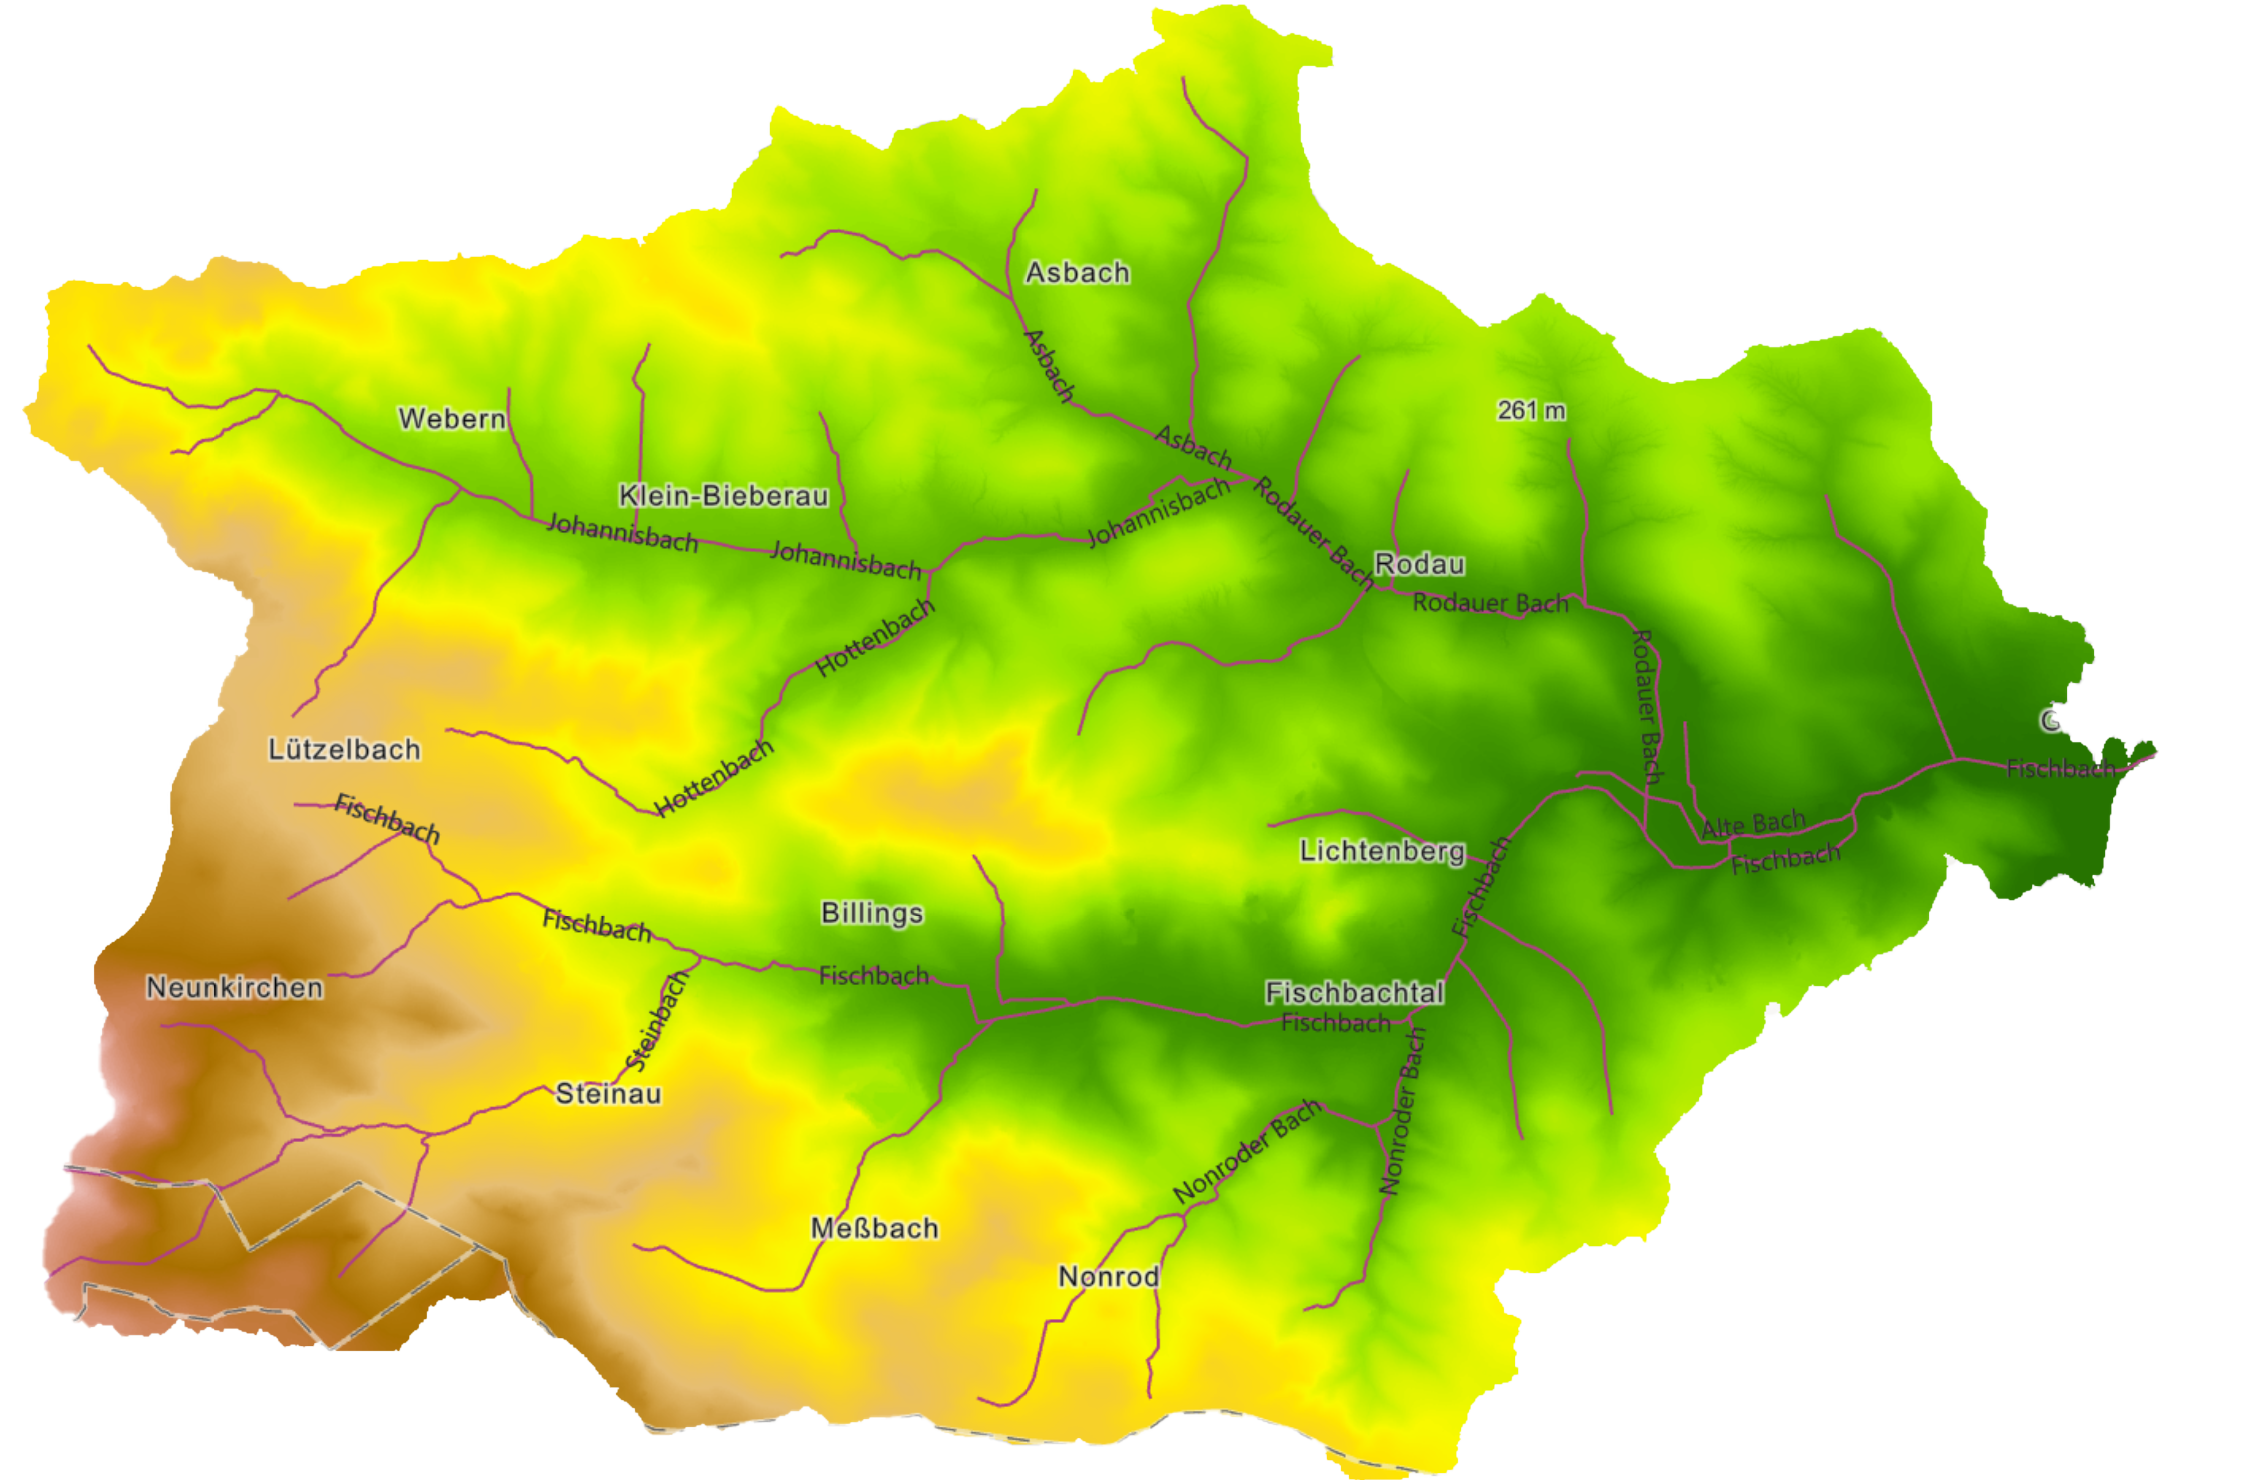 Asbach
Asbach
261 m
Webern
Asbach
Klein-Bieberau
Johannisbach
Johannisbach
Johannisbach
Rodauer Bach
Rodau
Rodauer Bach
Hottenbach
Rodauer Bach
G
Lützelbach
Hottenbach
Fischbach
Fischbach
Alte Bach
Fischbach
Lichtenberg
Fischbach
Billings
Fischbach
Neunkirchen
Fischbach
Fischbachtal
Fischbach
Steinbach
Steinau
Nonroder Bach
Nonroder Bach
Meßbach
Nonrod